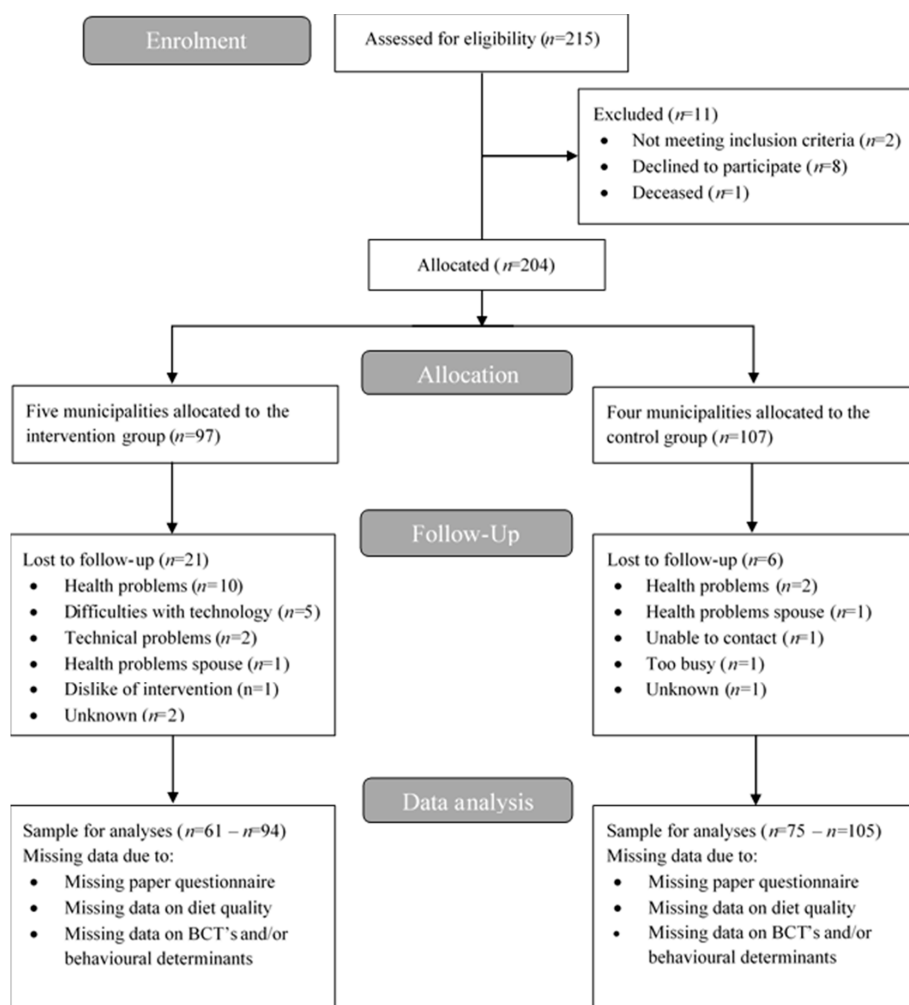 Enrolment
Assessed for eligibility (n=215)
Excluded (n=11)
• Not meeting inclusion criteria (n=2)
• Declined to participate (n=8)
• Deceased (n=1)
Allocated (n=204)
Allocation
Five municipalities allocated to the
intervention group (n=97)
Four municipalities allocated to the
control group (n=107)
Follow-Up
Lost to follow-up (n=21)
• Health problems (n=10)
• Difficulties with technology (n=5)
• Technical problems (n=2)
• Health problems spouse (n=1)
• Dislike of intervention (n=1)
• Unknown (n=2)
Lost to follow-up (n=6)
• Health problems (n=2)
• Health problems spouse (n=1)
• Unable to contact (n=1)
• Too busy (n=1)
• Unknown (n=1)
Data analysis
Sample for analyses (n=61 – n=94)
Missing data due to:
• Missing paper questionnaire
• Missing data on diet quality
• Missing data on BCT's and/or
behavioural determinants
Sample for analyses (n=75 – n=105)
Missing data due to:
• Missing paper questionnaire
• Missing data on diet quality
• Missing data on BCT's and/or
behavioural determinants